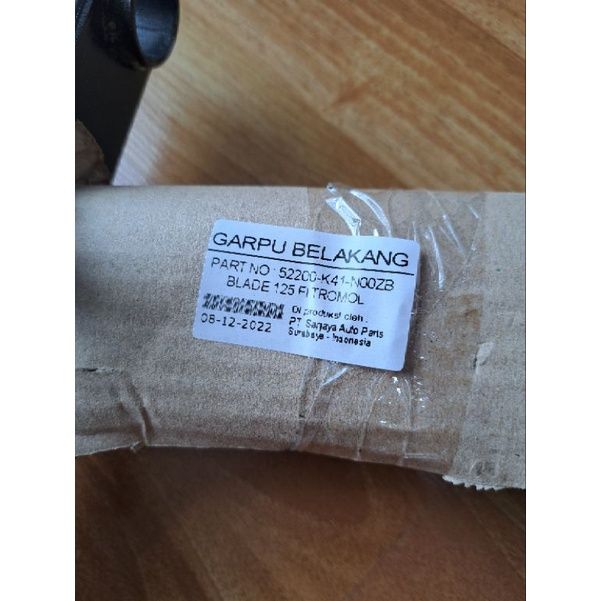 GARPU BELAKANG
PART NO : 52200-K41-N00ZB
BLADE 125 FI TROMOL
Di produksi oleh :
PT. Sanjaya Auto Parts
08-12-2022
Surabaya - Indonesia